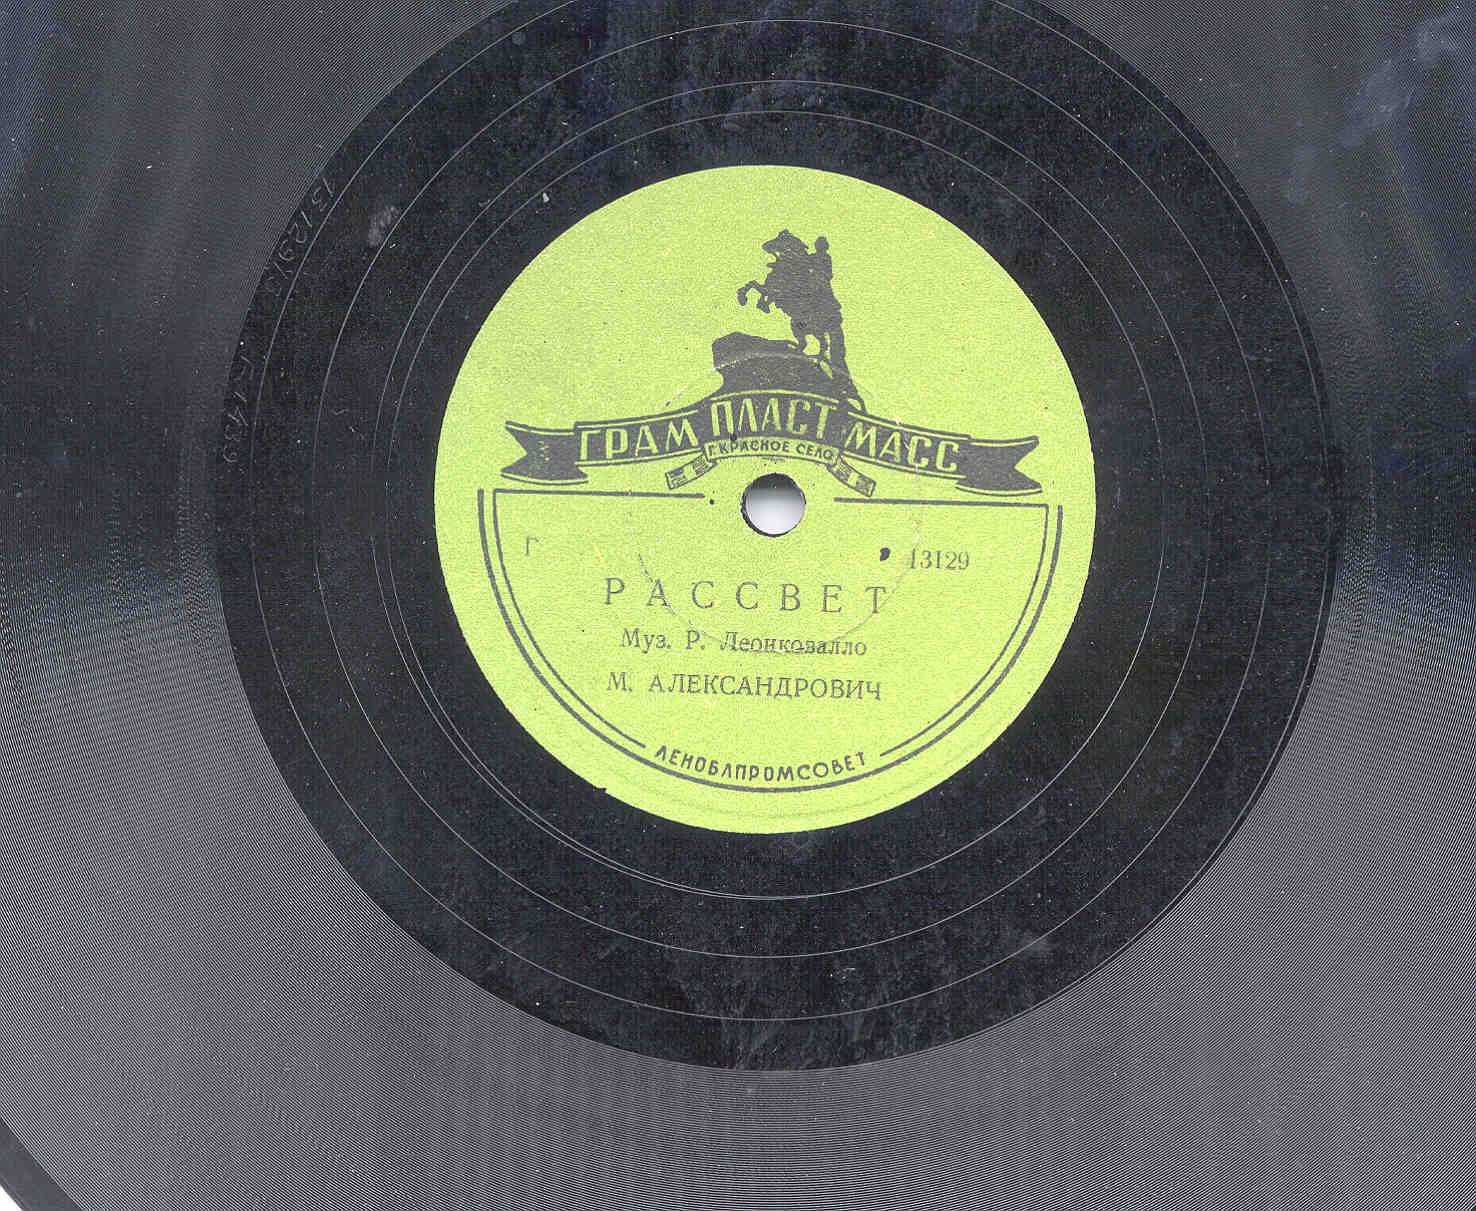 ГРАМ ПЛАСТ МАСС
Г. КРАСНОЕ СЕЛО
Г 13129
РАССВЕТ
Муз. Р. Леонковалло
М. АЛЕКСАНДРОВИЧ
ЛЕНОБЛПРОМСОВЕТ